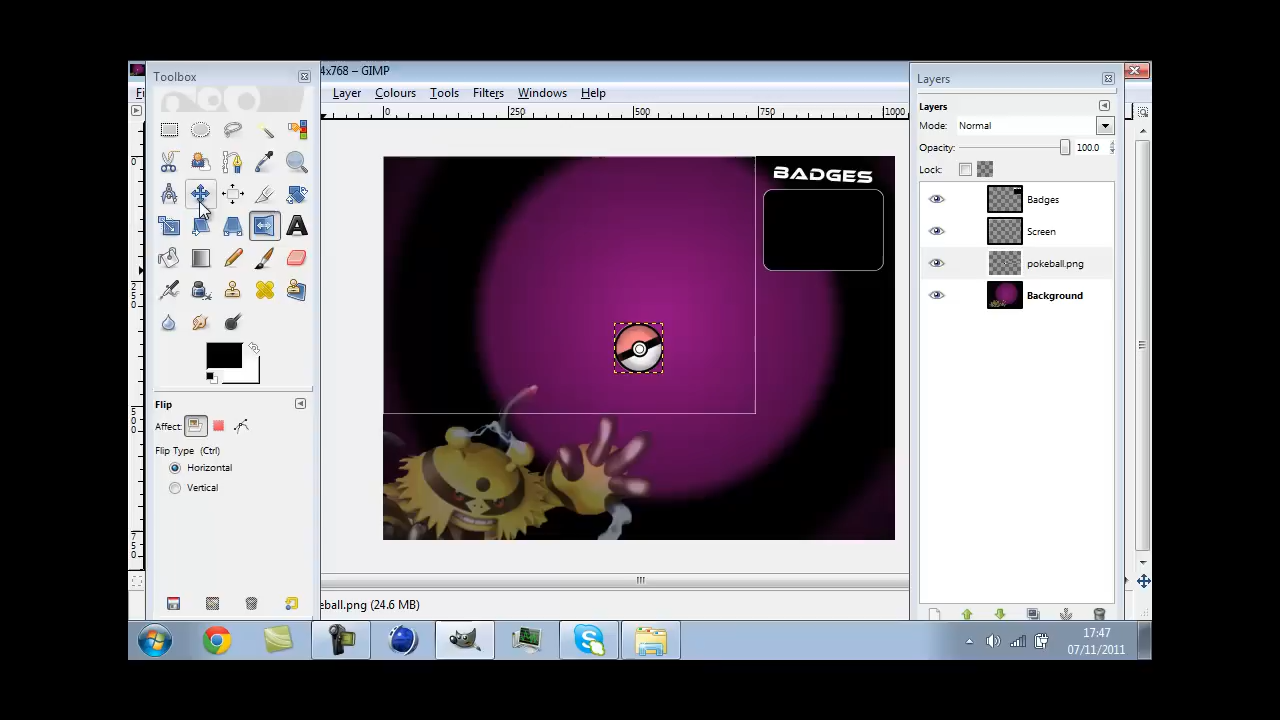 Toolbox
4x768 – GIMP
Fi
Layer
Colours
Tools
Filters
Windows
Help
Layers
Layers
Mode: Normal
Opacity: 100.0
Lock:
0
250
500
750
1000
BADGES
Badges
Screen
pokeball.png
Background
A
Flip
Affect:
Flip Type (Ctrl)
Horizontal
Vertical
eball.png (24.6 MB)
17:47
07/11/2011